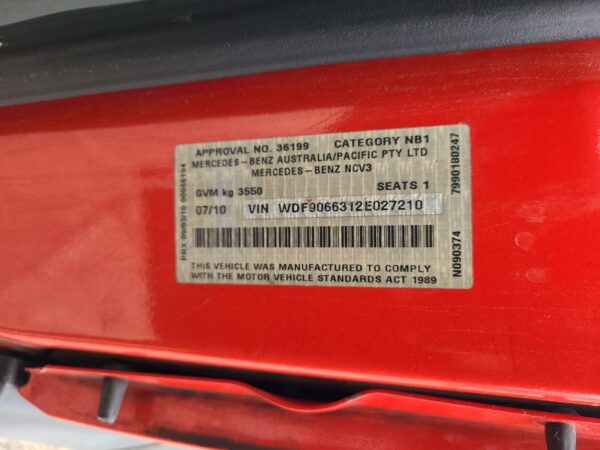 APPROVAL NO. 36199 CATEGORY NB1
MERCEDES-BENZ AUSTRALIA/PACIFIC PTY LTD
MERCEDES-BENZ NCV3
GVM kg 3550 SEATS 1
07/10 VIN WDF9066312E027210
THIS VEHICLE WAS MANUFACTURED TO COMPLY
WITH THE MOTOR VEHICLE STANDARDS ACT 1989
N090374 7990180247